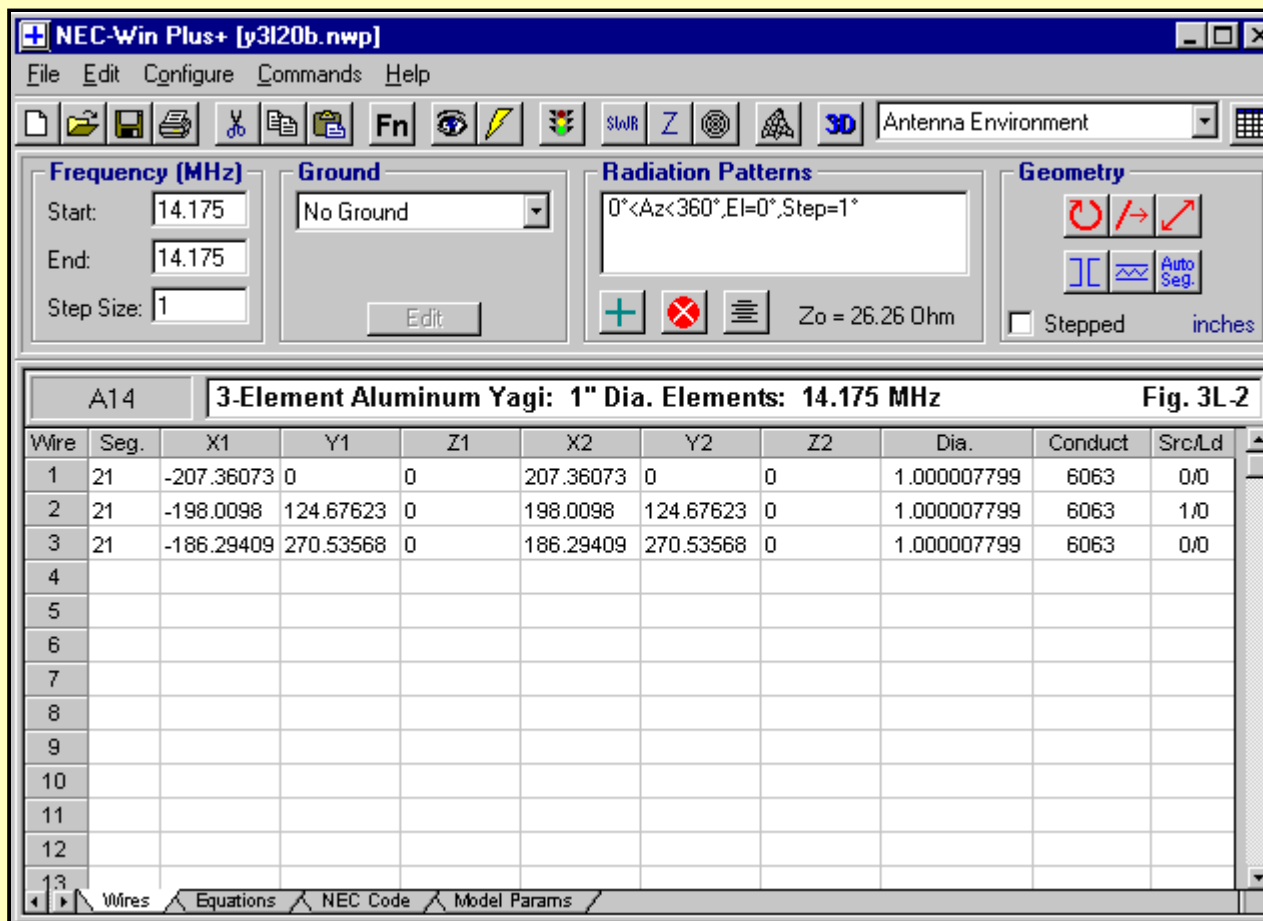 NEC-Win Plus+ [y3l20b.nwp]
File Edit Configure Commands Help
Fn SWR Z 3D Antenna Environment
Frequency (MHz)
Start: 14.175
End: 14.175
Step Size: 1
Ground
No Ground
Edit
Radiation Patterns
0°<Az<360°,El=0°,Step=1°
Zo = 26.26 Ohm
Geometry
Auto Seg.
Stepped inches
A14 3-Element Aluminum Yagi: 1" Dia. Elements: 14.175 MHz Fig. 3L-2
Wire Seg. X1 Y1 Z1 X2 Y2 Z2 Dia. Conduct Src/Ld
1 21 -207.36073 0 0 207.36073 0 0 1.000007799 6063 0/0
2 21 -198.0098 124.67623 0 198.0098 124.67623 0 1.000007799 6063 1/0
3 21 -186.29409 270.53568 0 186.29409 270.53568 0 1.000007799 6063 0/0
4
5
6
7
8
9
10
11
12
13
Wires Equations NEC Code Model Params